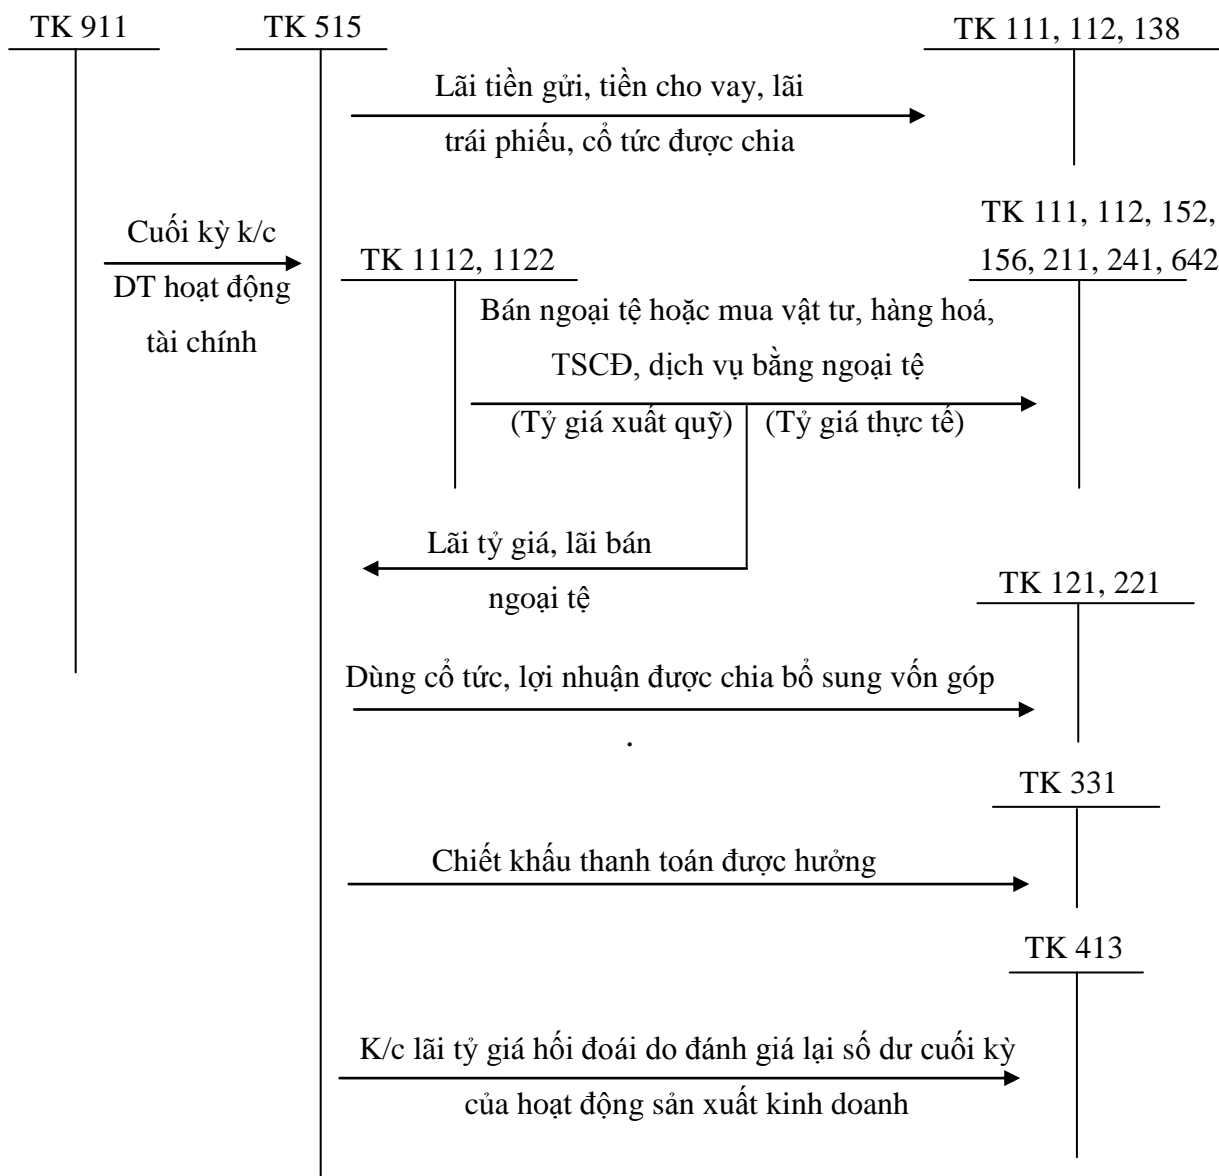 TK 911
TK 515
TK 111, 112, 138
Lãi tiền gửi, tiền cho vay, lãi
trái phiếu, cổ tức được chia
Cuối kỳ k/c
DT hoạt động
tài chính
TK 1112, 1122
TK 111, 112, 152,
156, 211, 241, 642
Bán ngoại tệ hoặc mua vật tư, hàng hoá,
TSCĐ, dịch vụ bằng ngoại tệ
(Tỷ giá xuất quỹ)
(Tỷ giá thực tế)
Lãi tỷ giá, lãi bán
ngoại tệ
TK 121, 221
Dùng cổ tức, lợi nhuận được chia bổ sung vốn góp
.
TK 331
Chiết khấu thanh toán được hưởng
TK 413
K/c lãi tỷ giá hối đoái do đánh giá lại số dư cuối kỳ
của hoạt động sản xuất kinh doanh